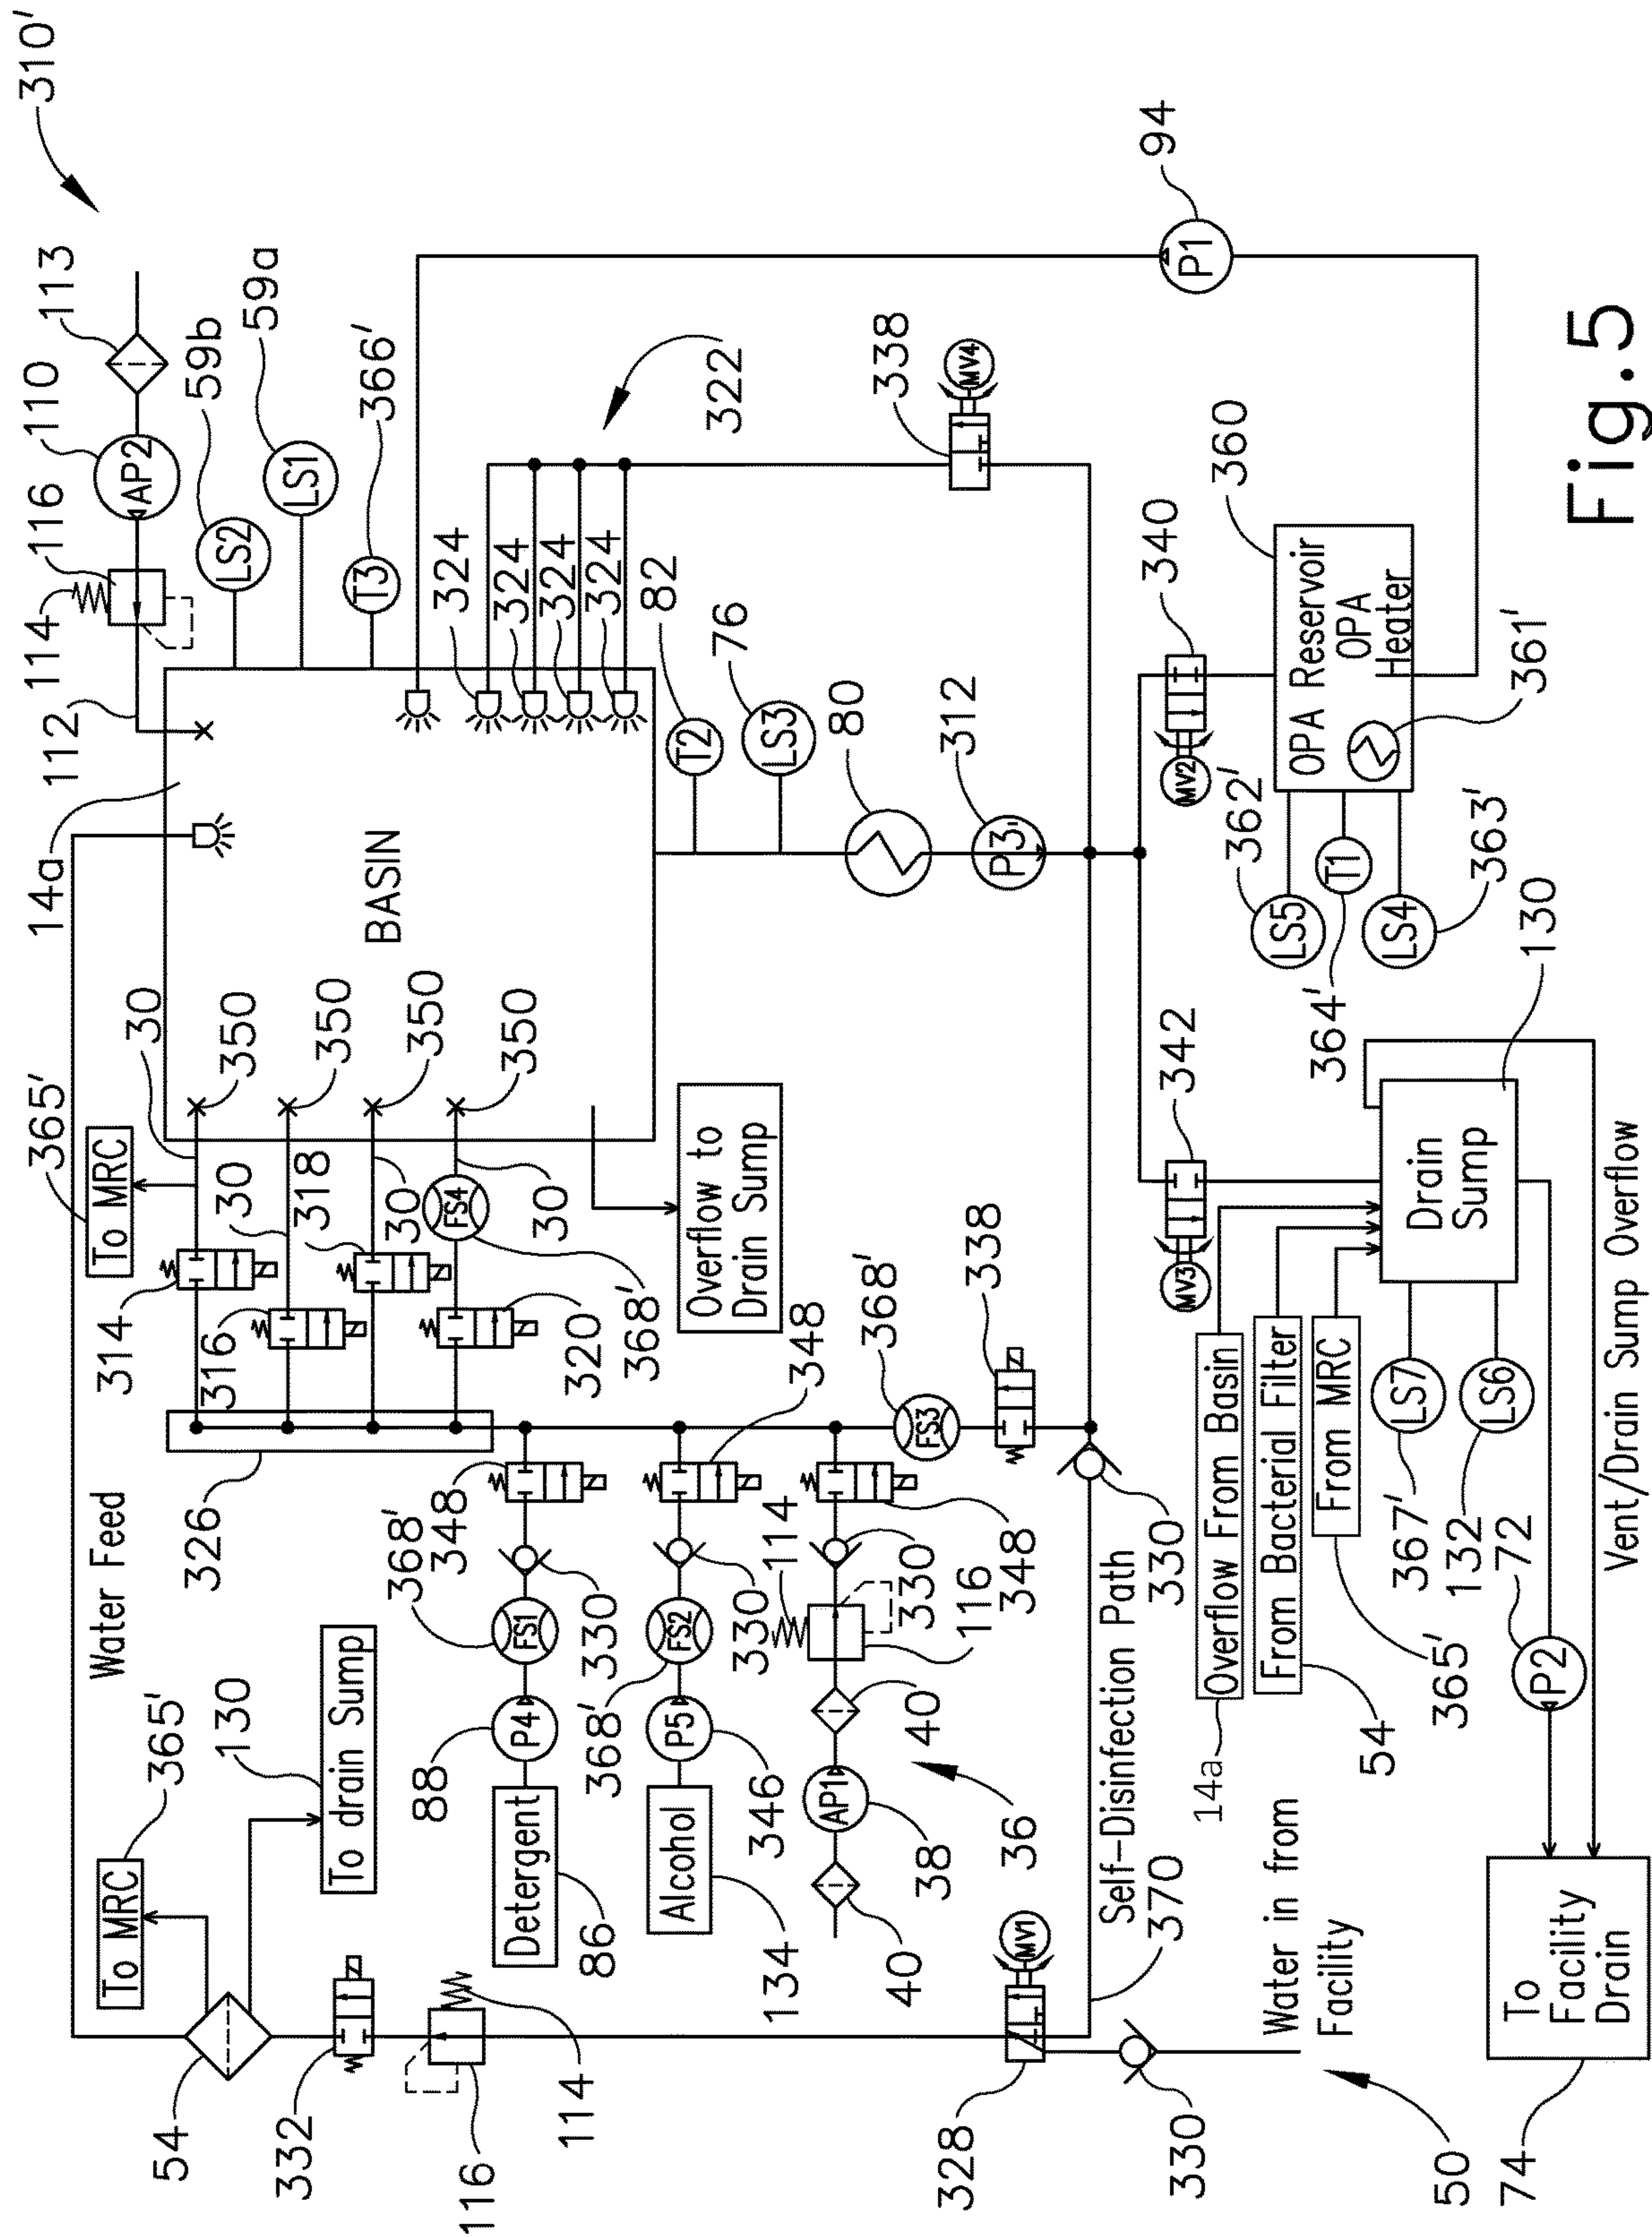 310'
113
110
116
114
112
14a
59b
59a
366'
AP2
LS2
LS1
T3
BASIN
324
324
324
324
322
82
76
80
312
T2
LS3
P3
338
MV4
94
P1
340
MV2
360
OPA Reservoir
OPA
Heater
361'
362'
LS5
T1
LS4
364'
363'
365'
To MRC
30
350
30
350
318
30
350
FS4
30
350
314
316
320
368'
326
Overflow to
Drain Sump
Water Feed
348
368'
FS1
330
P4
88
Detergent
86
348
330
FS2
368'
P5
346
Alcohol
134
348
330
114
116
40
AP1
38
40
36
368'
FS3
338
330
Self-Disinfection Path
370
365'
To MRC
130
To drain Sump
54
332
114
116
328
MV1
330
Water in from
Facility
50
342
MV3
130
Drain
Sump
Overflow From Basin
14a
From Bacterial Filter
54
From MRC
365'
LS7
367'
LS6
132
72
P2
Vent/Drain Sump Overflow
To
Facility
Drain
74
Fig.5